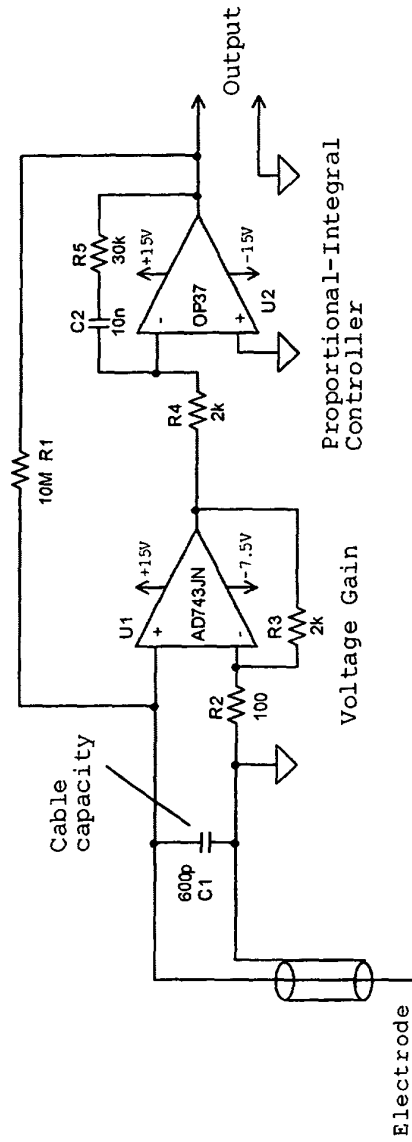 Electrode
Cable
capacity
600p
C1
10M R1
U1
+15V
+
AD743JN
-
-7.5V
R2
100
R3
2k
Voltage Gain
R4
2k
C2
10n
R5
30k
+15V
-
OP37
+
-15V
U2
Proportional-Integral
Controller
Output